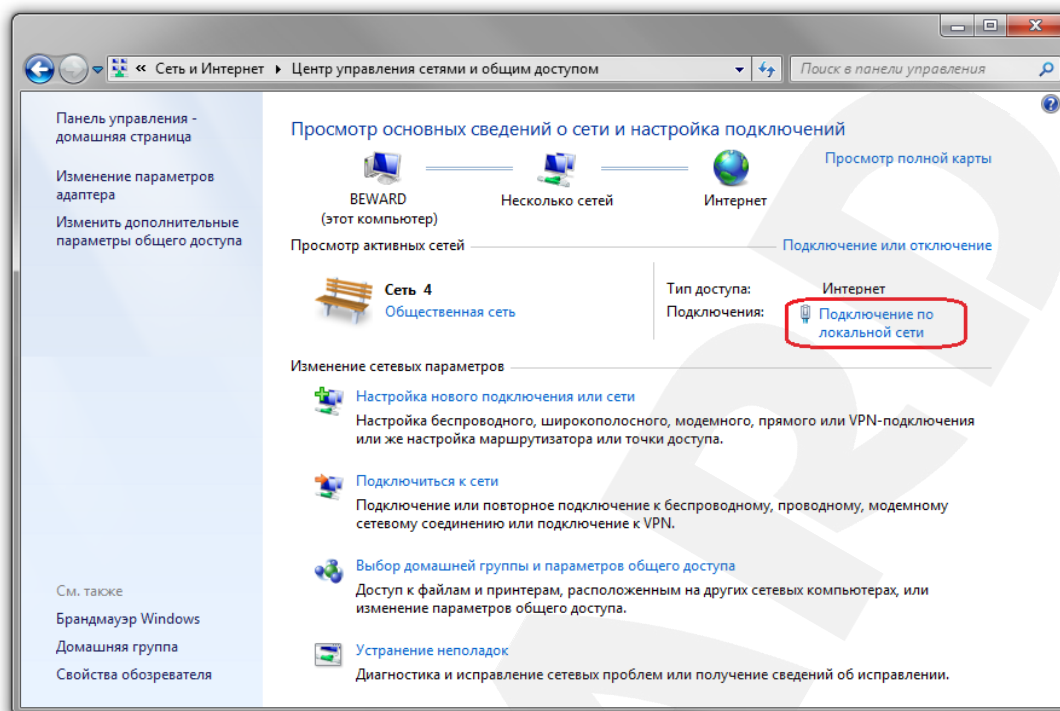 « Сеть и Интернет ▸ Центр управления сетями и общим доступом
Поиск в панели управления
Панель управления -
домашняя страница
Изменение параметров
адаптера
Изменить дополнительные
параметры общего доступа
Просмотр основных сведений о сети и настройка подключений
Просмотр полной карты
BEWARD
(этот компьютер)
Несколько сетей
Интернет
Просмотр активных сетей
Подключение или отключение
Сеть 4
Общественная сеть
Тип доступа: Интернет
Подключения: Подключение по
локальной сети
Изменение сетевых параметров
Настройка нового подключения или сети
Настройка беспроводного, широкополосного, модемного, прямого или VPN-подключения
или же настройка маршрутизатора или точки доступа.
Подключиться к сети
Подключение или повторное подключение к беспроводному, проводному, модемному
сетевому соединению или подключение к VPN.
Выбор домашней группы и параметров общего доступа
Доступ к файлам и принтерам, расположенным на других сетевых компьютерах, или
изменение параметров общего доступа.
Устранение неполадок
Диагностика и исправление сетевых проблем или получение сведений об исправлении.
См. также
Брандмауэр Windows
Домашняя группа
Свойства обозревателя